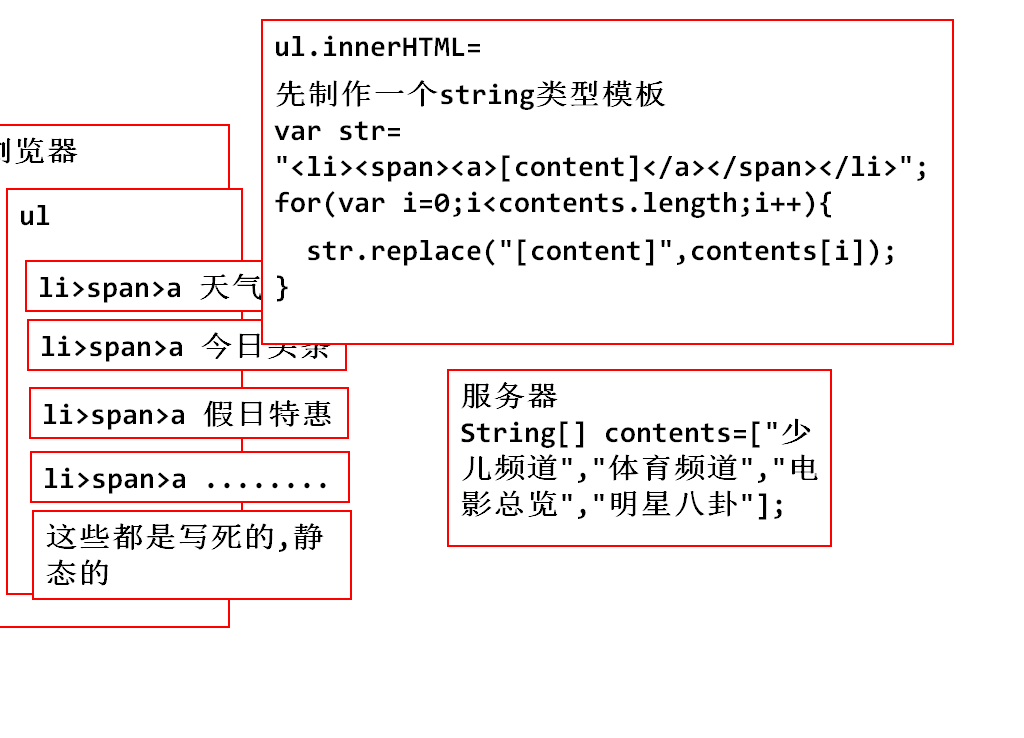 ul.innerHTML=
先制作一个string类型模板
var str=
"<li><span><a>[content]</a></span></li>";
for(var i=0;i<contents.length;i++){
str.replace("[content]",contents[i]);
}
浏览器
ul
li>span>a 天气
li>span>a 今日头条
li>span>a 假日特惠
li>span>a ........
这些都是写死的,静
态的
服务器
String[] contents=["少
儿频道","体育频道","电
影总览","明星八卦"];